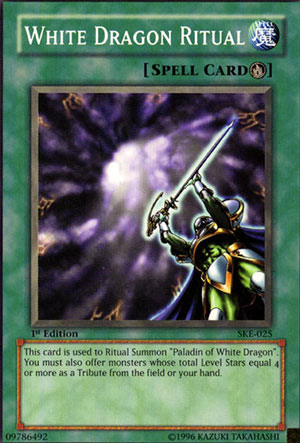 WHITE DRAGON RITUAL 魔
[SPELL CARD]
1st Edition SKE-025
This card is used to Ritual Summon "Paladin of White Dragon".
You must also offer monsters whose total Level Stars equal 4
or more as a Tribute from the field or your hand.
09786492 ©1996 KAZUKI TAKAHASHI